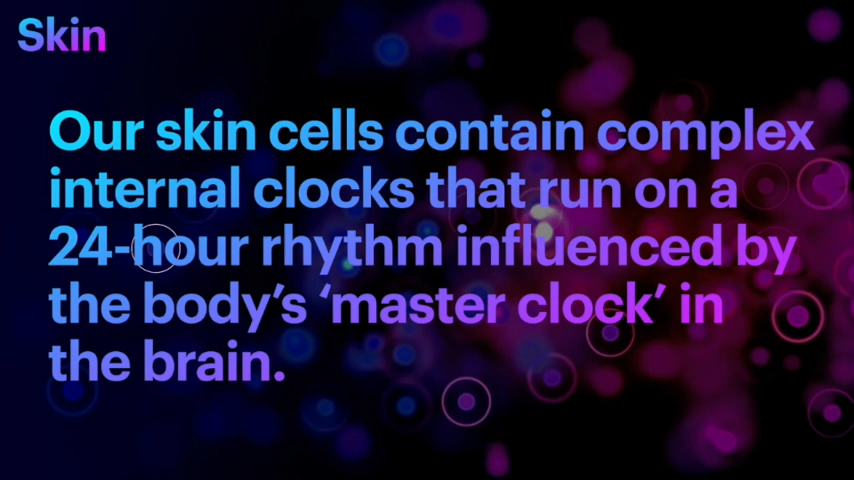 Skin
Our skin cells contain complex
internal clocks that run on a
24-hour rhythm influenced by
the body’s ‘master clock’ in
the brain.